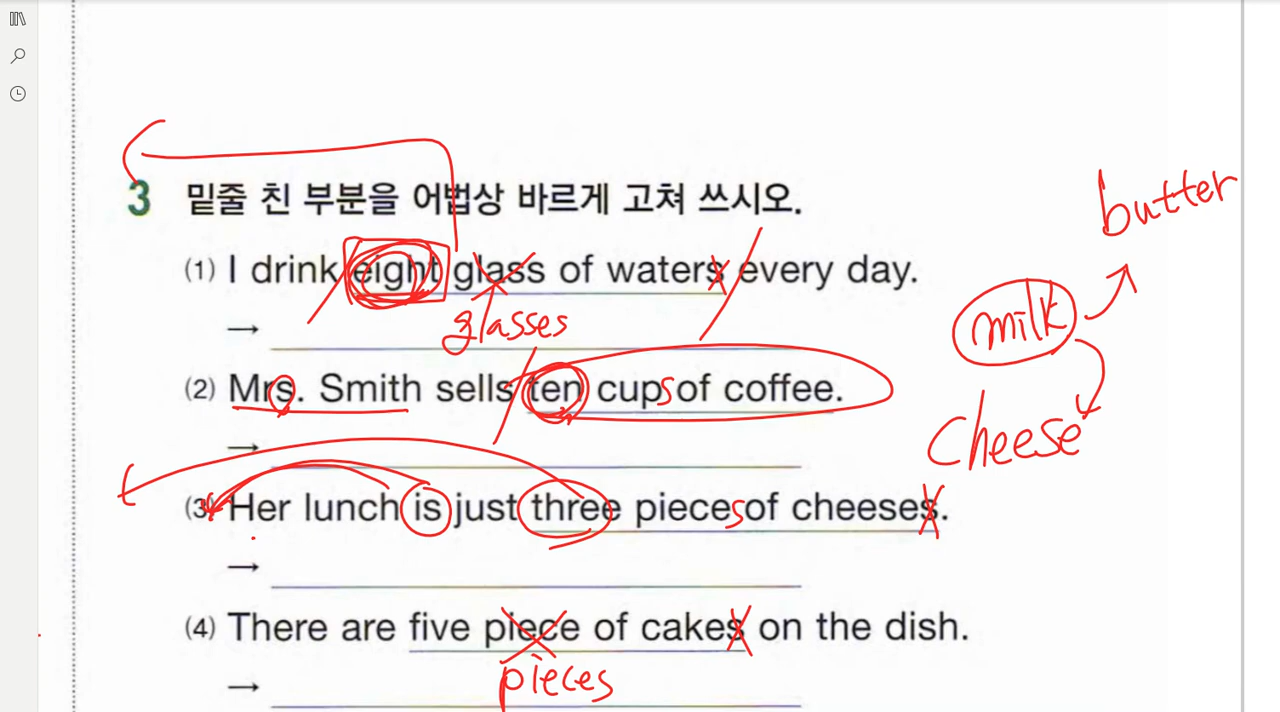 3 밑줄 친 부분을 어법상 바르게 고쳐 쓰시오.
butter
(1) I drink eight glass of waters every day.
milk
→ glasses
(2) Mrs. Smith sells ten cups of coffee.
cheese
→
(3) Her lunch is just three pieces of cheeses.
→
(4) There are five piece of cakes on the dish.
→ pieces